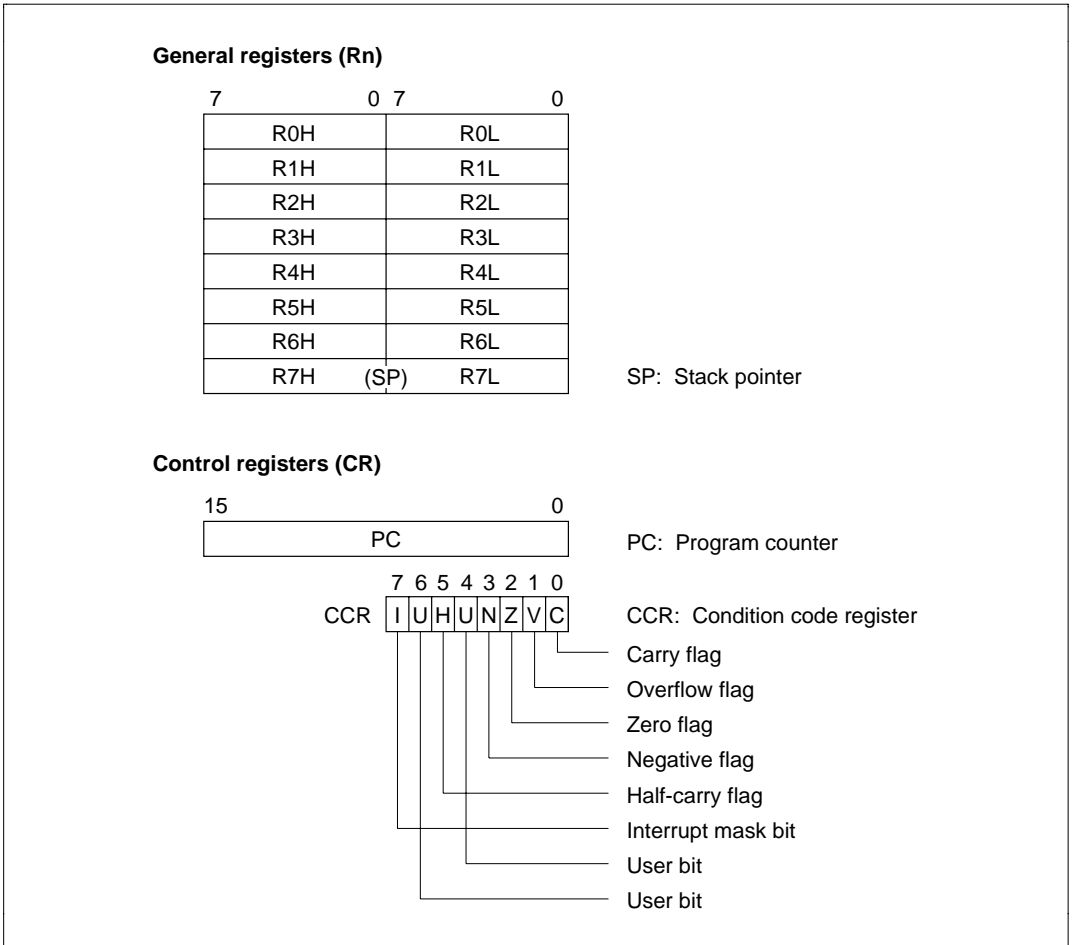 General registers (Rn)
7 0 7 0
R0H R0L
R1H R1L
R2H R2L
R3H R3L
R4H R4L
R5H R5L
R6H R6L
R7H (SP) R7L SP: Stack pointer
Control registers (CR)
15 0
PC PC: Program counter
7 6 5 4 3 2 1 0
CCR I U H U N Z V C CCR: Condition code register
Carry flag
Overflow flag
Zero flag
Negative flag
Half-carry flag
Interrupt mask bit
User bit
User bit